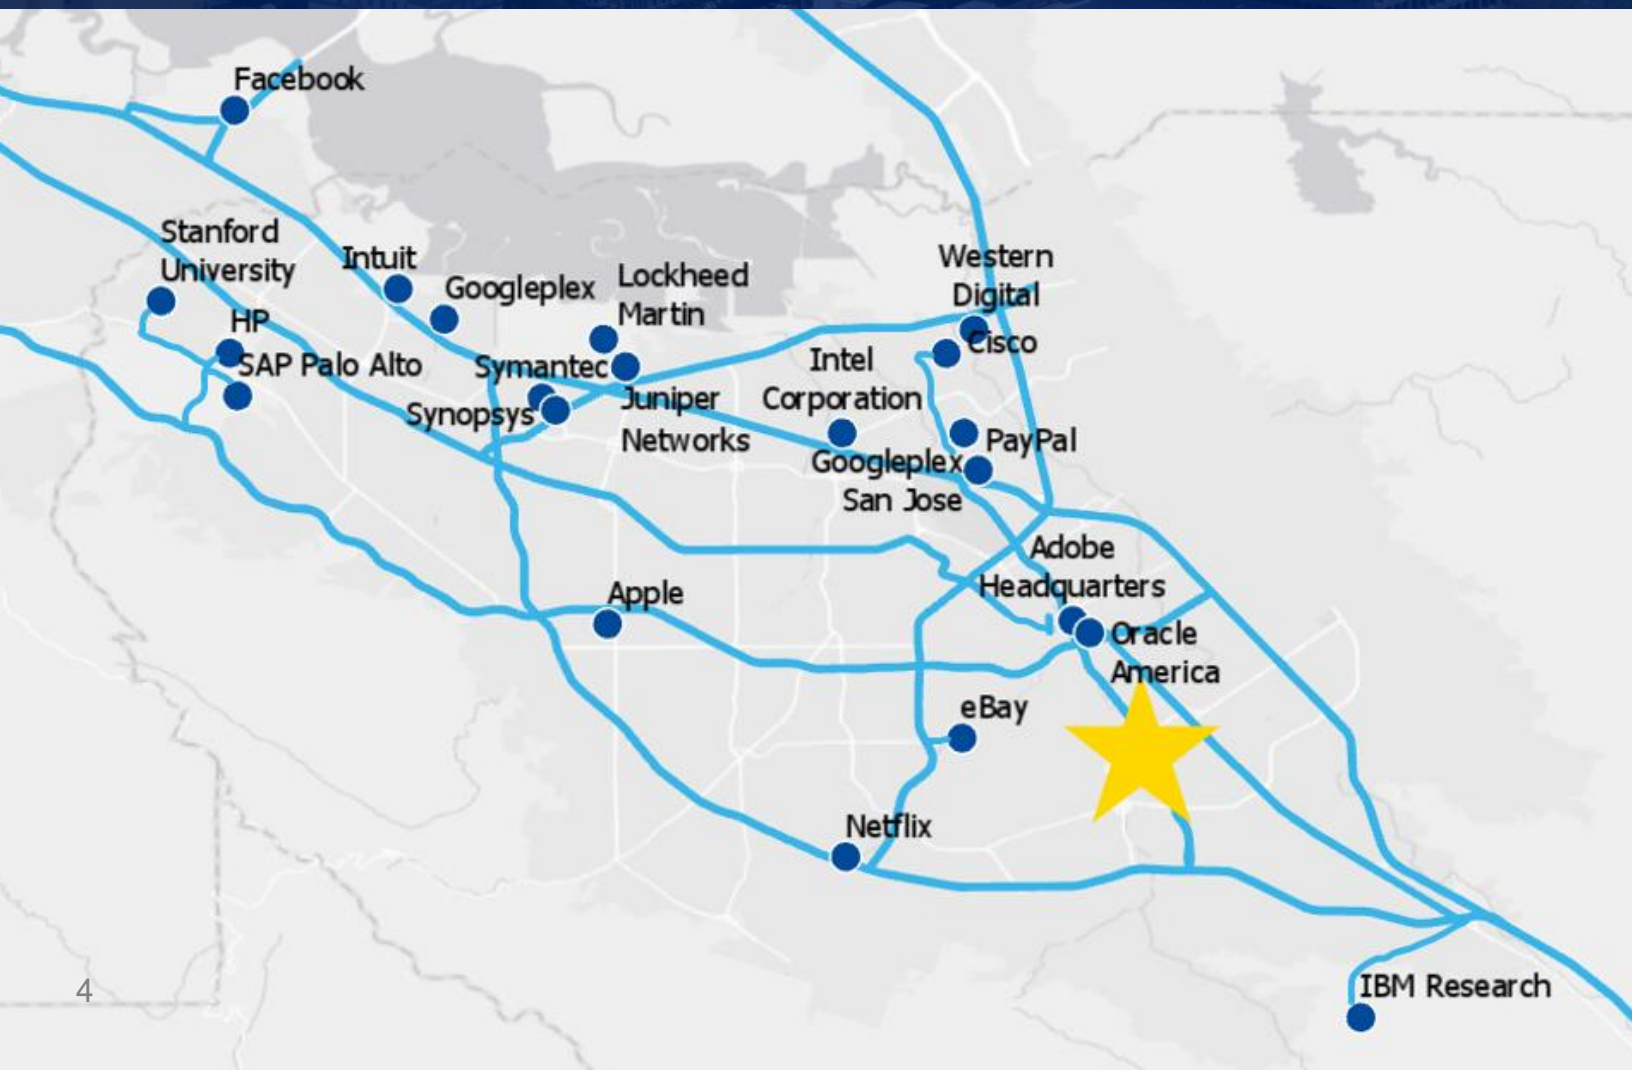 Facebook
Stanford
University
Intuit
Googleplex
Lockheed
Martin
Western
Digital
HP
SAP Palo Alto
Symantec
Synopsys
Juniper
Networks
Intel
Corporation
Cisco
PayPal
Googleplex
San Jose
Adobe
Headquarters
Apple
Oracle
America
eBay
Netflix
IBM Research
4